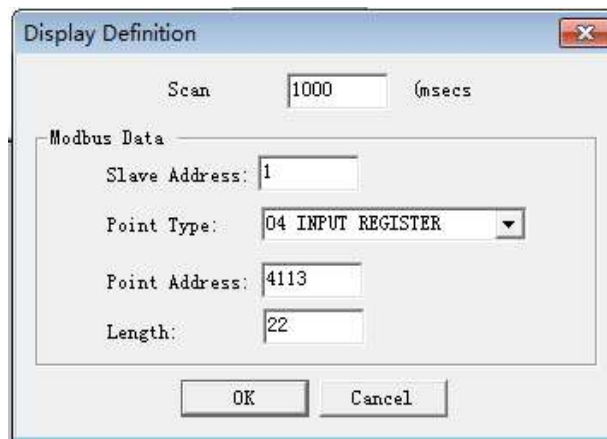 Display Definition
Scan 1000 (msecs
Modbus Data
Slave Address: 1
Point Type: 04 INPUT REGISTER
Point Address: 4113
Length: 22
OK Cancel